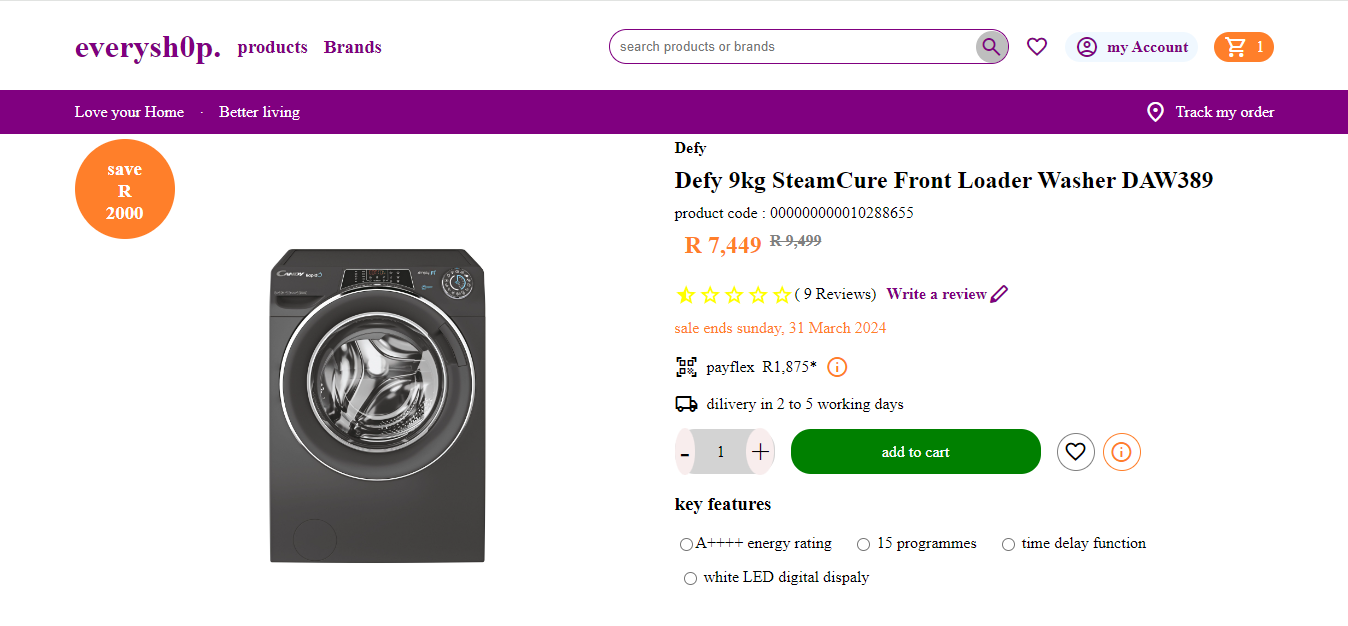 everysh0p. products Brands
search products or brands
my Account
1
Love your Home · Better living
Track my order
save
R
2000
CANDY
Defy
Defy 9kg SteamCure Front Loader Washer DAW389
product code : 000000000010288655
R 7,449 R 9,499
( 9 Reviews) Write a review
sale ends sunday, 31 March 2024
payflex R1,875*
dilivery in 2 to 5 working days
- 1 + add to cart
key features
A++++ energy rating 15 programmes time delay function
white LED digital dispaly